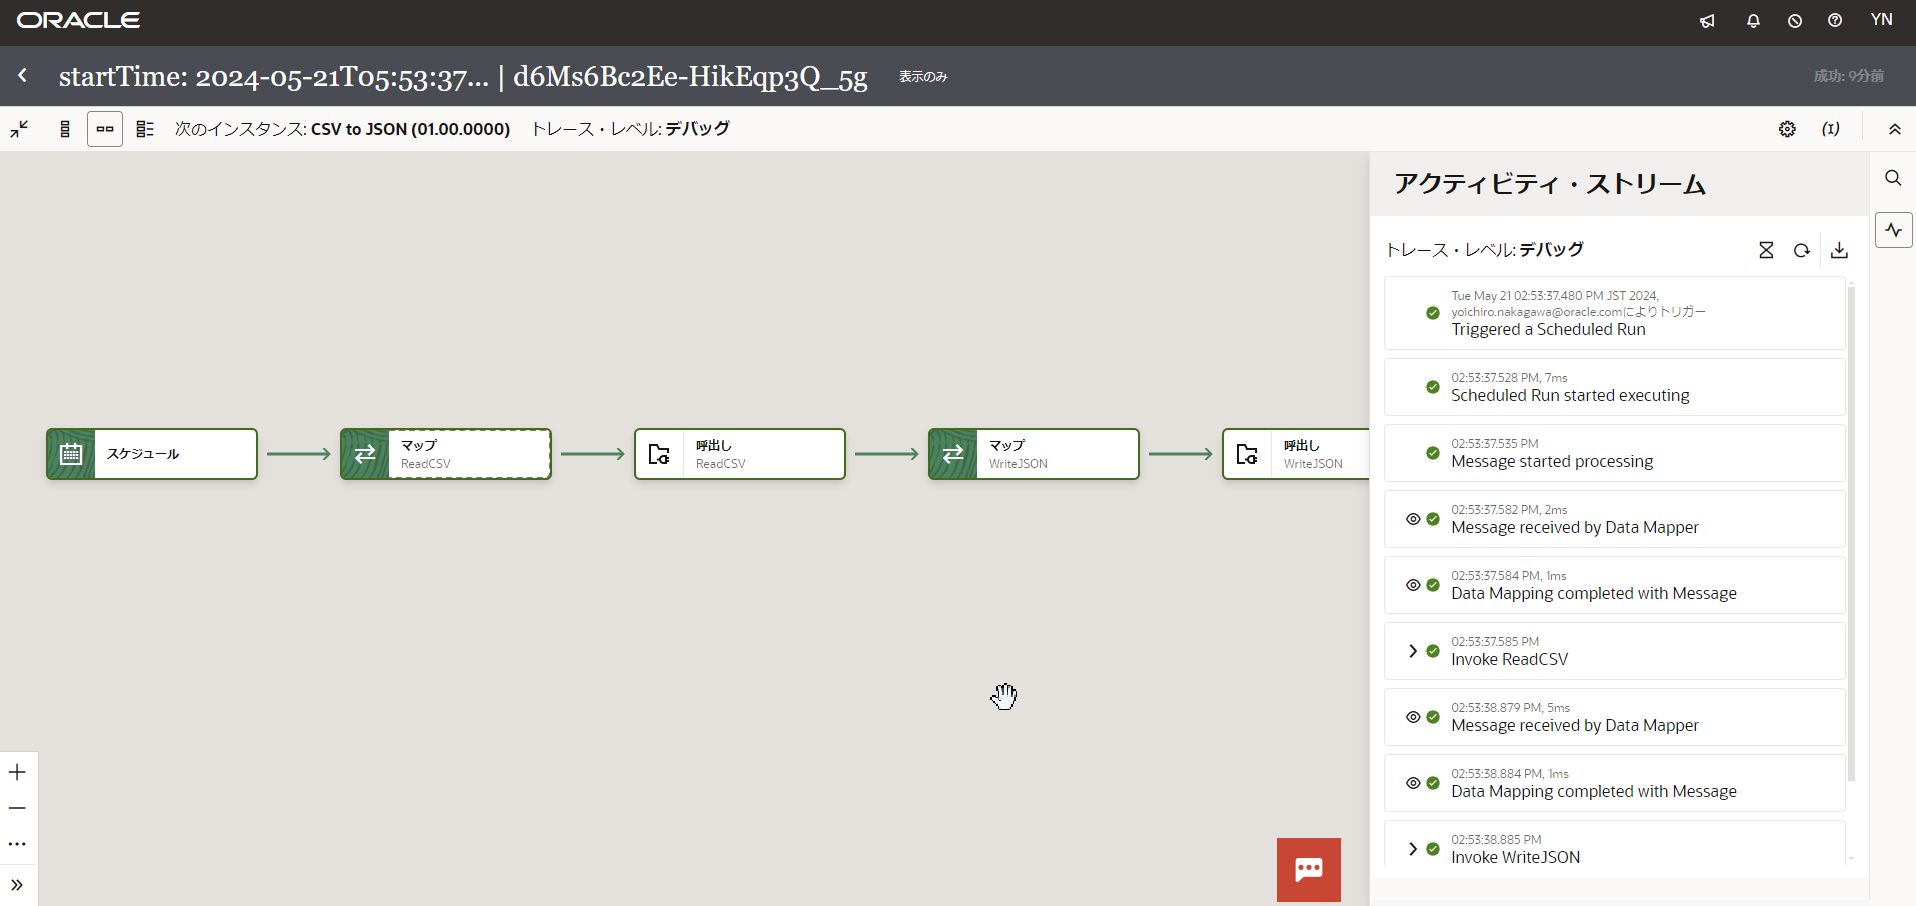 ORACLE
YN
startTime: 2024-05-21T05:53:37... | d6Ms6Bc2Ee-HikEqp3Q_5g
表示のみ
成功: 9分前
次のインスタンス: CSV to JSON (01.00.0000)
トレース・レベル: デバッグ
アクティビティ・ストリーム
トレース・レベル: デバッグ
スケジュール
マップ
ReadCSV
呼出し
ReadCSV
マップ
WriteJSON
呼出し
WriteJSON
Tue May 21 02:53:37.480 PM JST 2024,
yoichiro.nakagawa@oracle.comによりトリガー
Triggered a Scheduled Run
02:53:37.528 PM, 7ms
Scheduled Run started executing
02:53:37.535 PM
Message started processing
02:53:37.582 PM, 2ms
Message received by Data Mapper
02:53:37.584 PM, 1ms
Data Mapping completed with Message
02:53:37.585 PM
Invoke ReadCSV
02:53:38.879 PM, 5ms
Message received by Data Mapper
02:53:38.884 PM, 1ms
Data Mapping completed with Message
02:53:38.885 PM
Invoke WriteJSON